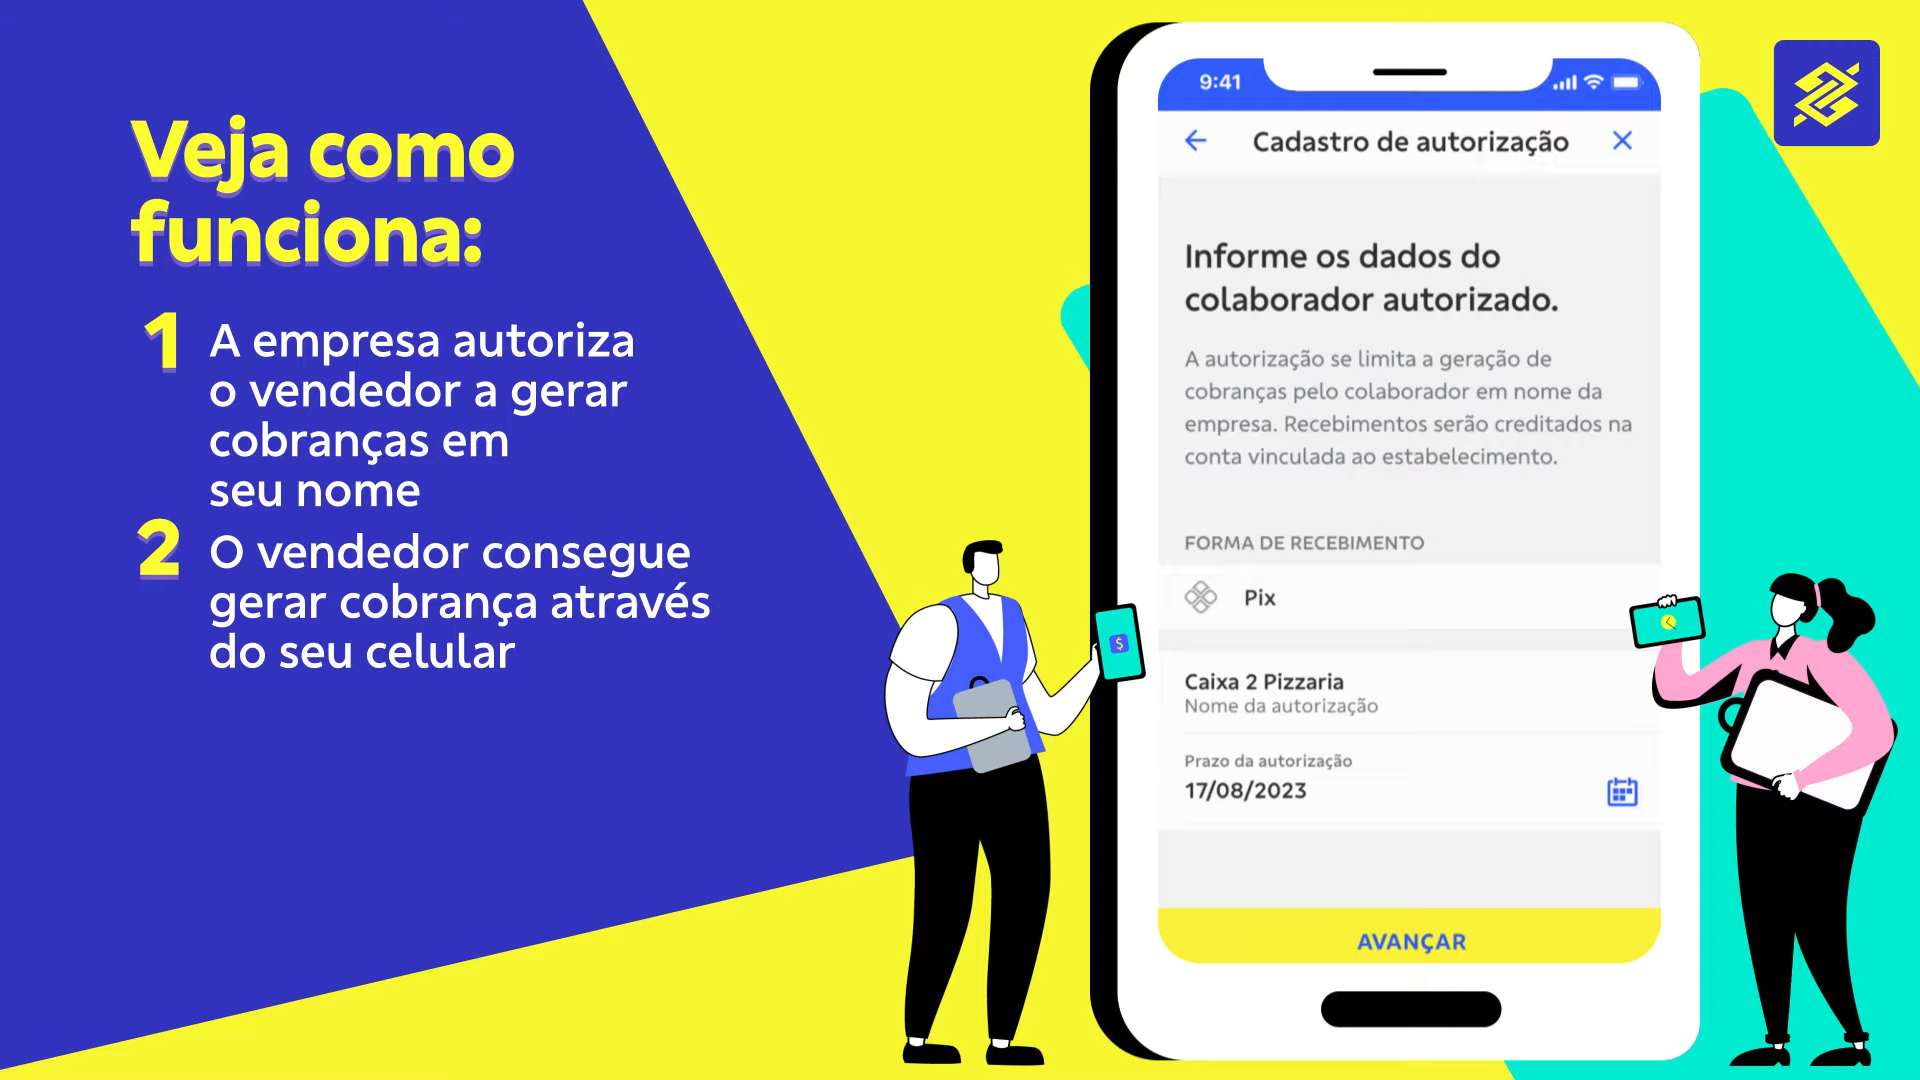 Veja como
funciona:
1
A empresa autoriza
o vendedor a gerar
cobranças em
seu nome
2
O vendedor consegue
gerar cobrança através
do seu celular
9:41
Cadastro de autorização
Informe os dados do
colaborador autorizado.
A autorização se limita a geração de
cobranças pelo colaborador em nome da
empresa. Recebimentos serão creditados na
conta vinculada ao estabelecimento.
FORMA DE RECEBIMENTO
Pix
Caixa 2 Pizzaria
Nome da autorização
Prazo da autorização
17/08/2023
AVANÇAR
$